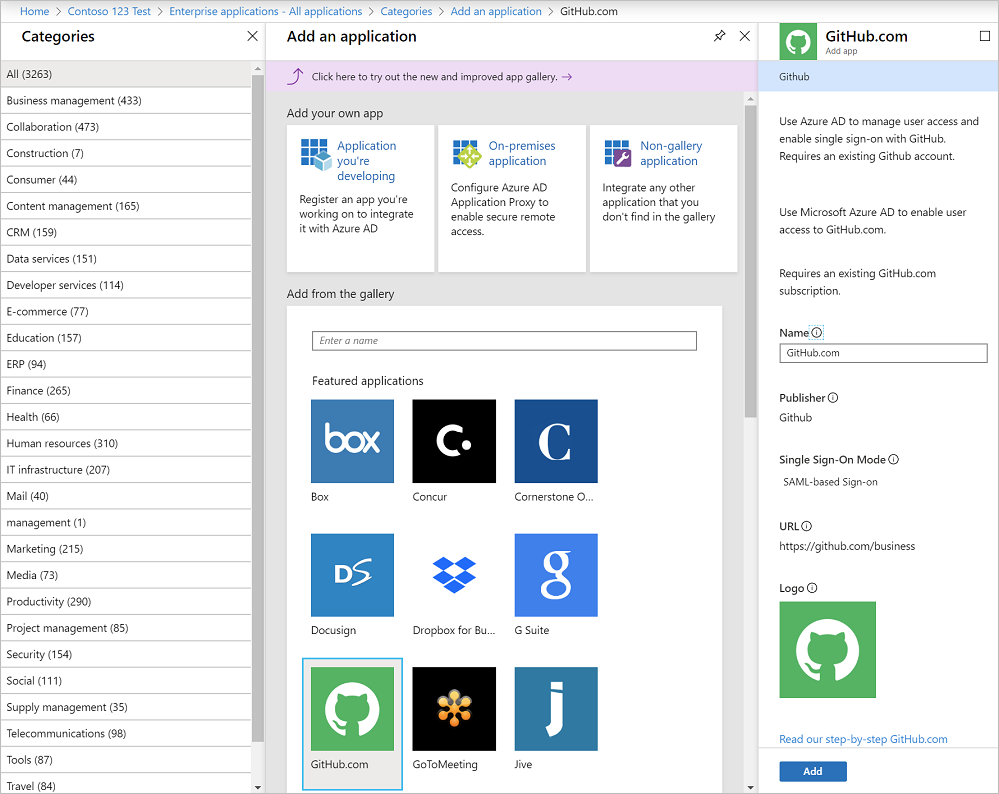 Home > Contoso 123 Test > Enterprise applications - All applications > Categories > Add an application > GitHub.com
Categories
All (3263)
Business management (433)
Collaboration (473)
Construction (7)
Consumer (44)
Content management (165)
CRM (159)
Data services (151)
Developer services (114)
E-commerce (77)
Education (157)
ERP (94)
Finance (265)
Health (66)
Human resources (310)
IT infrastructure (207)
Mail (40)
management (1)
Marketing (215)
Media (73)
Productivity (290)
Project management (85)
Security (154)
Social (111)
Supply management (35)
Telecommunications (98)
Tools (87)
Travel (84)
Add an application
Click here to try out the new and improved app gallery. →
Add your own app
Application
you're
developing
Register an app you're
working on to integrate
it with Azure AD
On-premises
application
Configure Azure AD
Application Proxy to
enable secure remote
access.
Non-gallery
application
Integrate any other
application that you
don't find in the gallery
Add from the gallery
Enter a name
Featured applications
box
Box
C.
Concur
C
Cornerstone O...
DS
Docusign
Dropbox for Bu...
g
G Suite
GitHub.com
GoToMeeting
j
Jive
GitHub.com
Add app
Github
Use Azure AD to manage user access and
enable single sign-on with GitHub.
Requires an existing Github account.
Use Microsoft Azure AD to enable user
access to GitHub.com.
Requires an existing GitHub.com
subscription.
Name
GitHub.com
Publisher
Github
Single Sign-On Mode
SAML-based Sign-on
URL
https://github.com/business
Logo
Read our step-by-step GitHub.com
Add